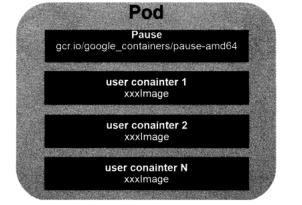 Pod
Pause
gcr.io/google_containers/pause-amd64
user conainter 1
xxxImage
user conainter 2
xxxImage
user conainter N
xxxImage